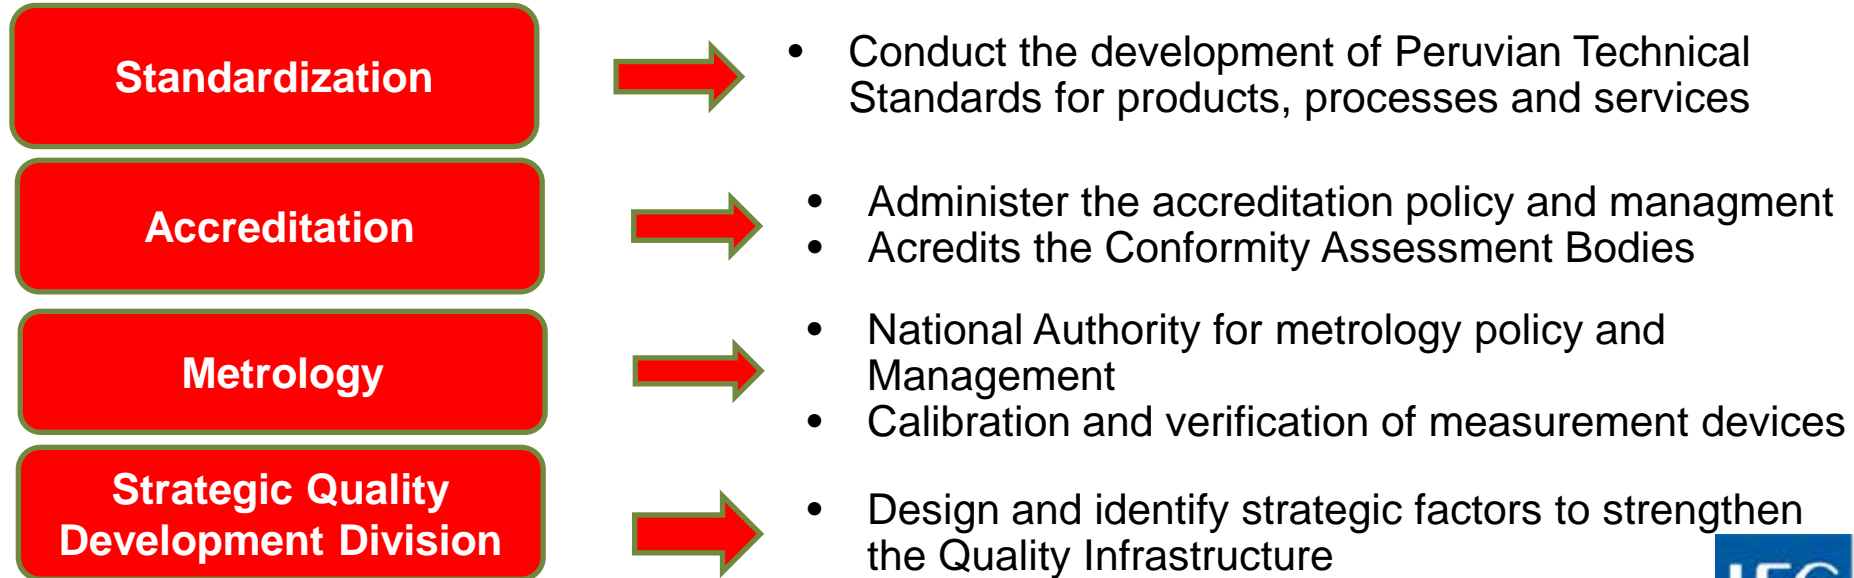 Standardization
• Conduct the development of Peruvian Technical
Standards for products, processes and services
Accreditation
• Administer the accreditation policy and managment
• Acredits the Conformity Assessment Bodies
Metrology
• National Authority for metrology policy and
Management
• Calibration and verification of measurement devices
Strategic Quality
Development Division
• Design and identify strategic factors to strengthen
the Quality Infrastructure
IEC